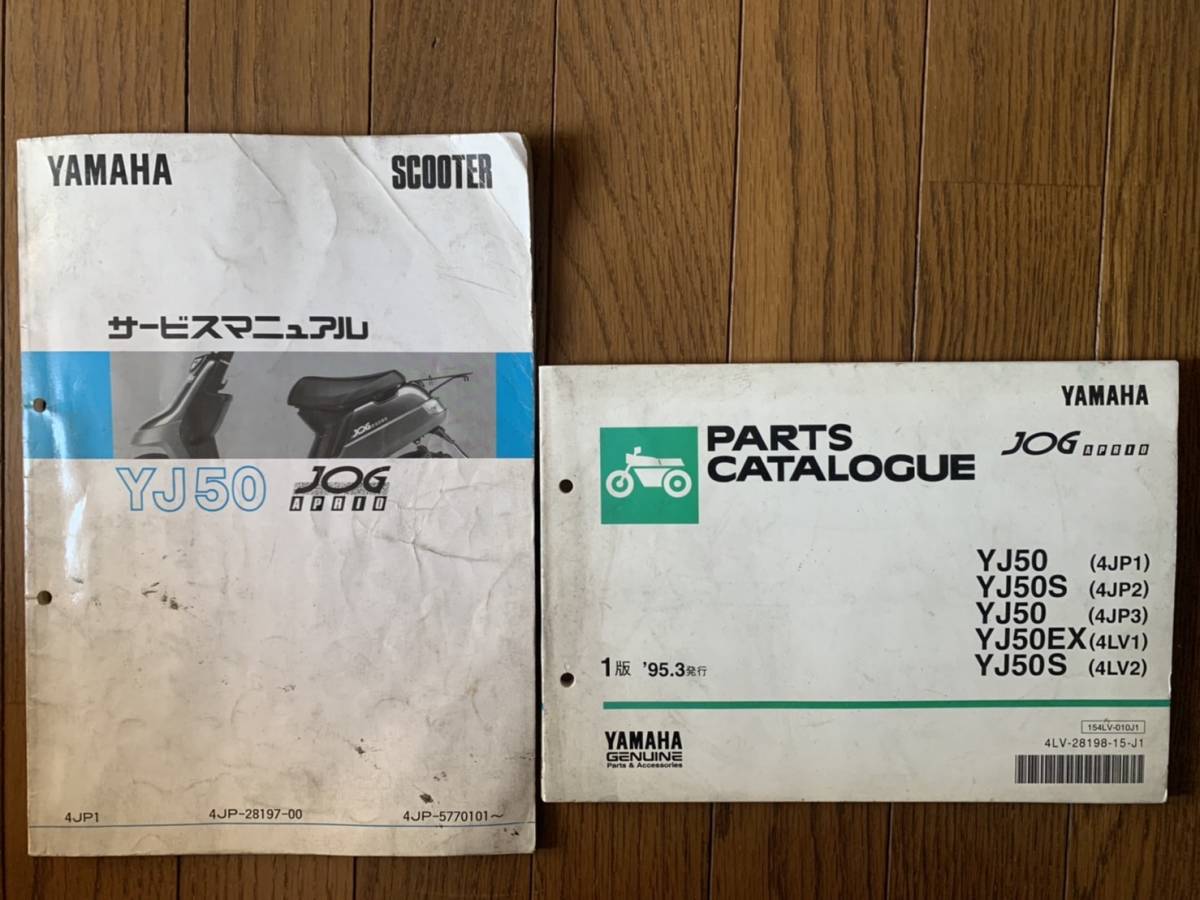 YAMAHA SCOOTER
サービスマニュアル
JOG APRIO
YJ50 JOG
APRIO
4JP1 4JP-28197-00 4JP-5770101～
YAMAHA
PARTS
CATALOGUE
JOG APRIO
YJ50 (4JP1)
YJ50S (4JP2)
YJ50 (4JP3)
YJ50EX (4LV1)
YJ50S (4LV2)
1版 '95.3発行
154LV-010J1
4LV-28198-15-J1
YAMAHA
GENUINE
Parts & Accessories